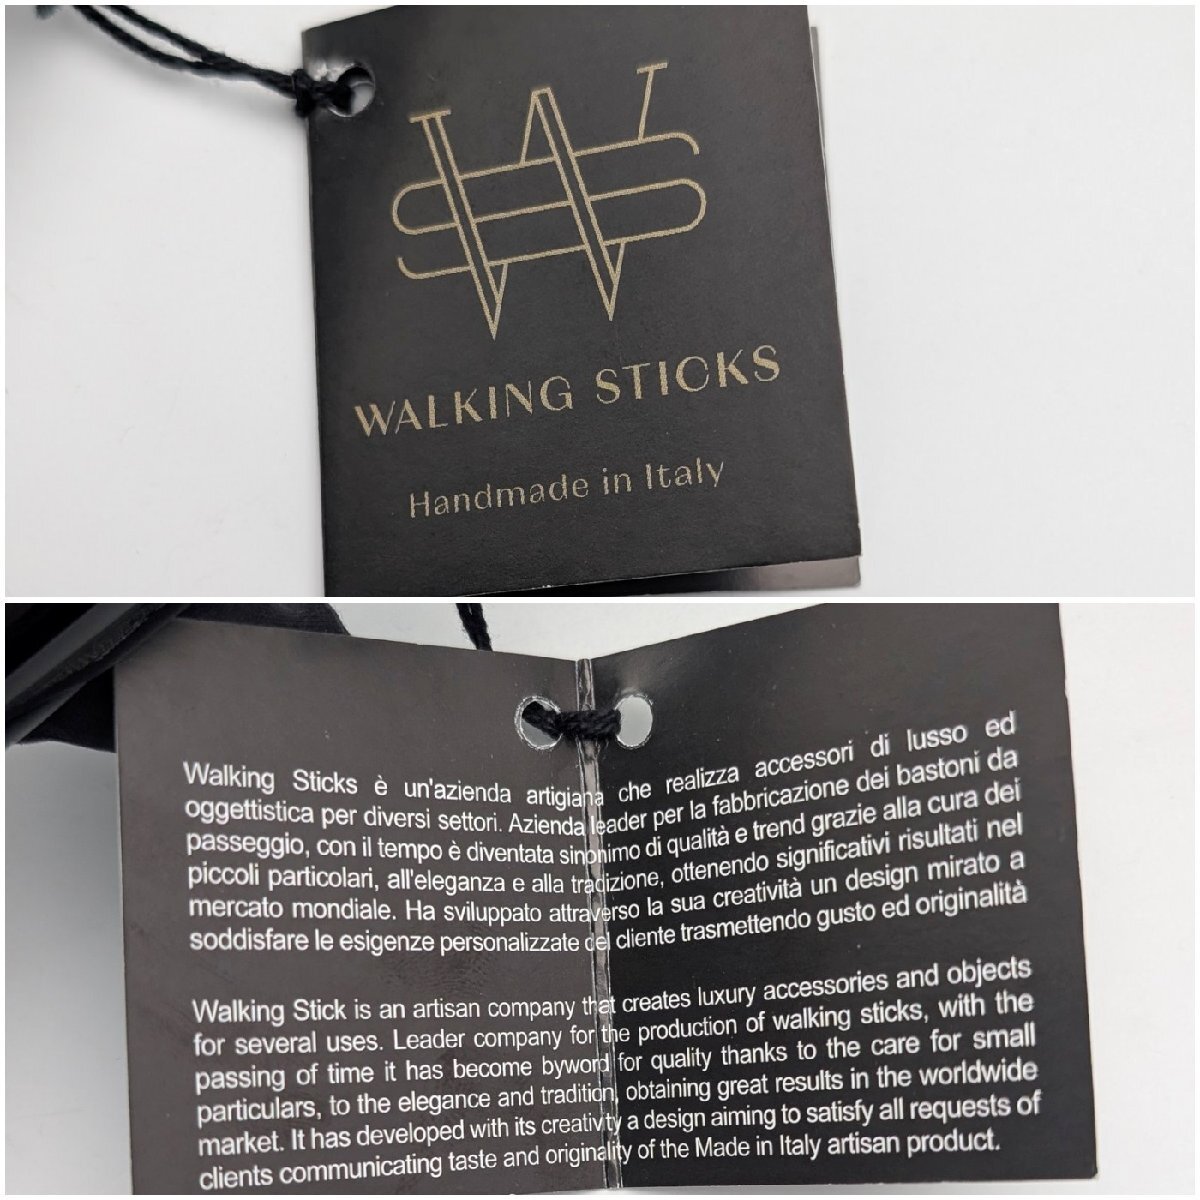 WS
WALKING STICKS
Handmade in Italy
Walking Sticks è un'azienda artigiana che realizza accessori di lusso ed
oggettistica per diversi settori. Azienda leader per la fabbricazione dei bastoni da
passeggio, con il tempo è diventata sinonimo di qualità e trend grazie alla cura dei
piccoli particolari, all'eleganza e alla tradizione, ottenendo significativi risultati nel
mercato mondiale. Ha sviluppato attraverso la sua creatività un design mirato a
soddisfare le esigenze personalizzate del cliente trasmettendo gusto ed originalità
Walking Stick is an artisan company that creates luxury accessories and objects
for several uses. Leader company for the production of walking sticks, with the
passing of time it has become byword for quality thanks to the care for small
particulars, to the elegance and tradition, obtaining great results in the worldwide
market. It has developed with its creativity a design aiming to satisfy all requests of
clients communicating taste and originality of the Made in Italy artisan product.